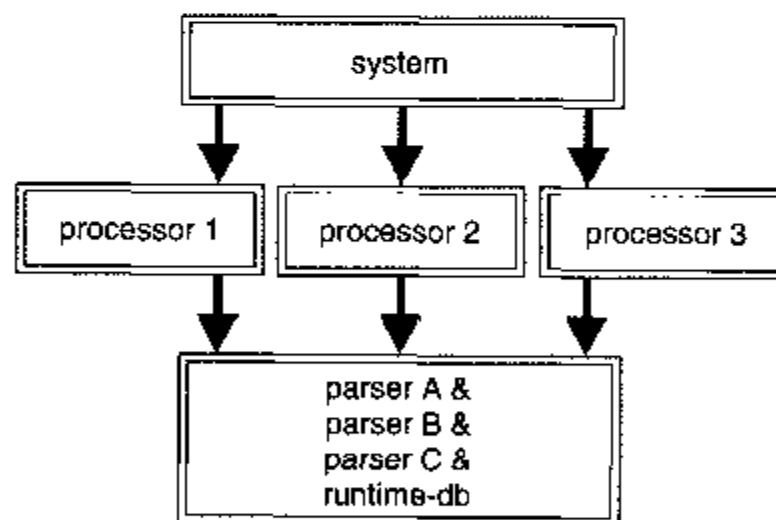 system
processor 1
processor 2
processor 3
parser A &
parser B &
parser C &
runtime-db